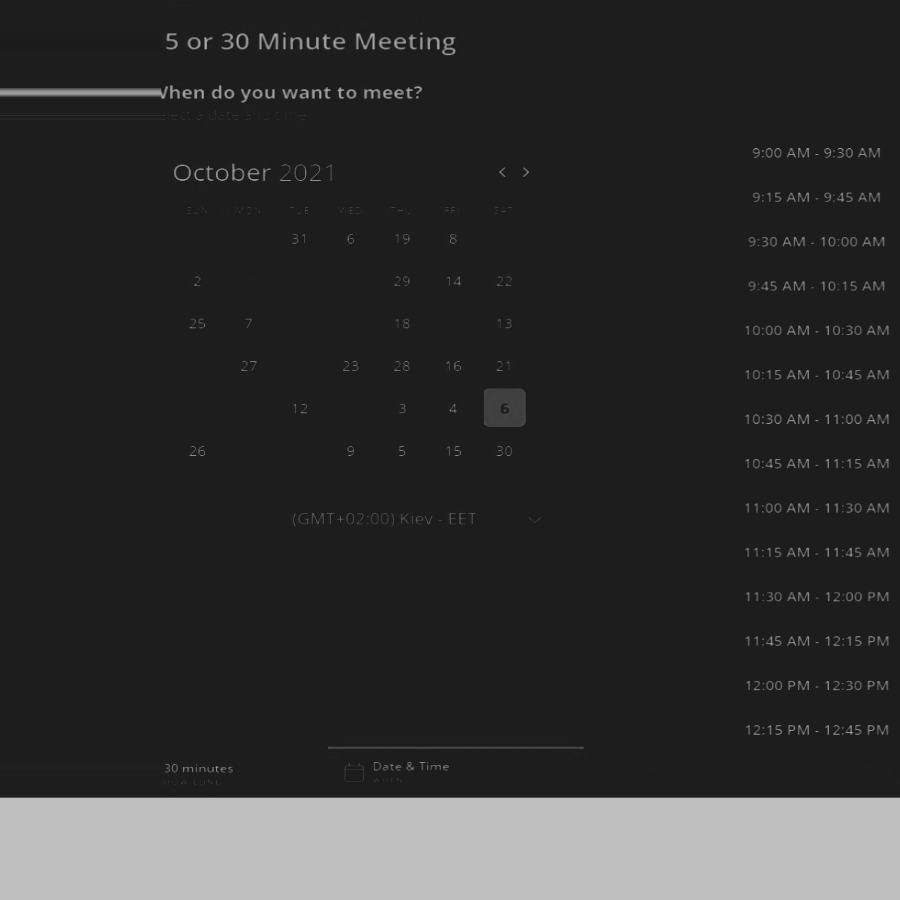 5 or 30 Minute Meeting
When do you want to meet?
lect a date and time
October 2021
SUN MON TUE WED THU FRI SAT
31 6 19 8
2 29 14 22
25 7 18 13
27 23 28 16 21
12 3 4 6
26 9 5 15 30
(GMT+02:00) Kiev - EET
9:00 AM - 9:30 AM
9:15 AM - 9:45 AM
9:30 AM - 10:00 AM
9:45 AM - 10:15 AM
10:00 AM - 10:30 AM
10:15 AM - 10:45 AM
10:30 AM - 11:00 AM
10:45 AM - 11:15 AM
11:00 AM - 11:30 AM
11:15 AM - 11:45 AM
11:30 AM - 12:00 PM
11:45 AM - 12:15 PM
12:00 PM - 12:30 PM
12:15 PM - 12:45 PM
30 minutes
HOW LONG
Date & Time
WHEN